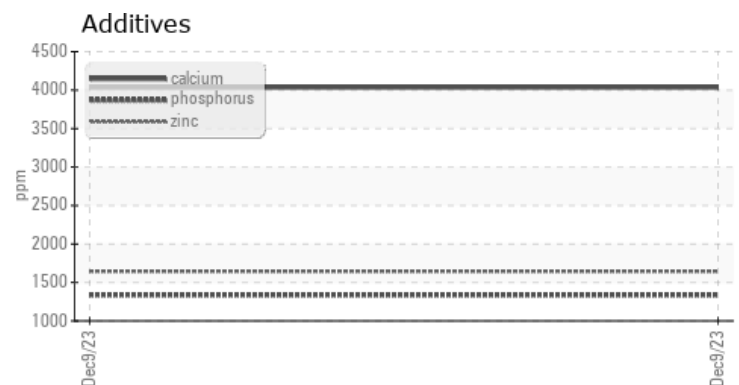 Additives
4500
4000
3500
3000
2500
2000
1500
1000
ppm
calcium
phosphorus
zinc
Dec9/23
Dec9/23